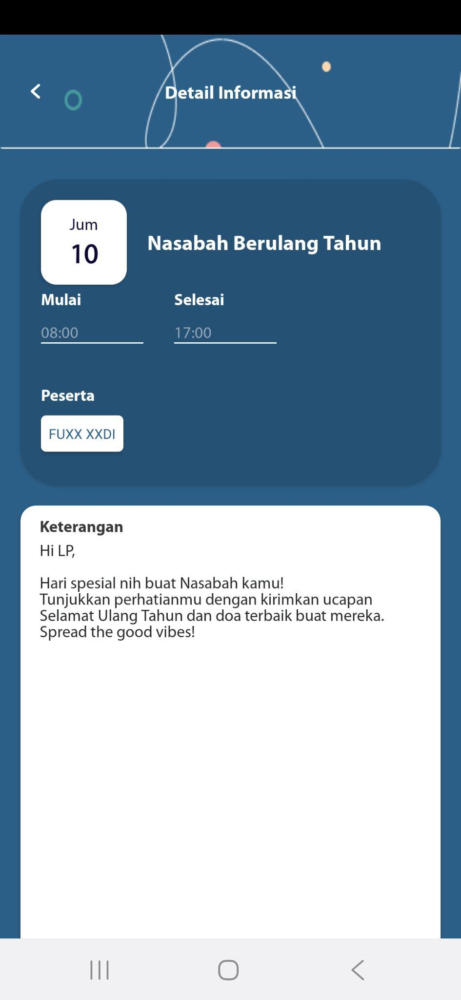 Detail Informasi
Jum
10
Nasabah Berulang Tahun
Mulai
Selesai
08:00
17:00
Peserta
FUXX XXDI
Keterangan
Hi LP,
Hari spesial nih buat Nasabah kamu!
Tunjukkan perhatianmu dengan kirimkan ucapan
Selamat Ulang Tahun dan doa terbaik buat mereka.
Spread the good vibes!